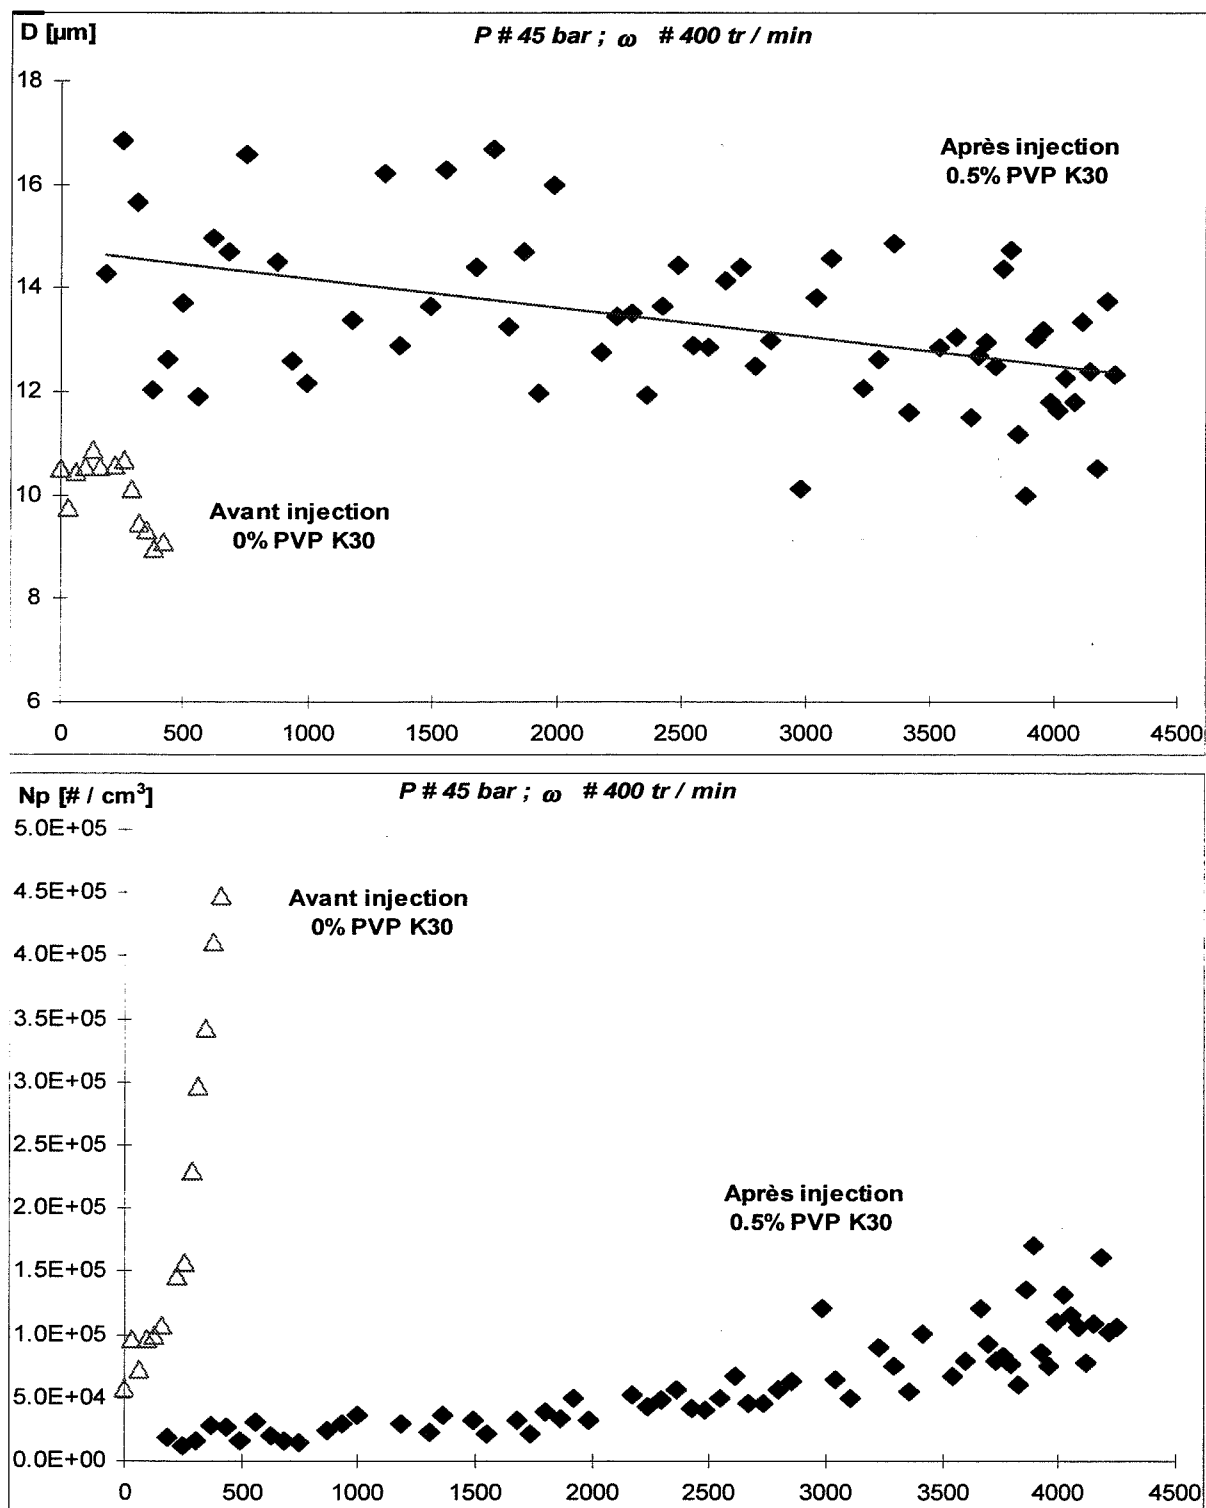 D [µm]
P # 45 bar ; ω # 400 tr / min
18
Après injection
0.5% PVP K30
16
14
12
10
Avant injection
0% PVP K30
8
6
0 500 1000 1500 2000 2500 3000 3500 4000 4500
Np [# / cm³]
P # 45 bar ; ω # 400 tr / min
5.0E+05
4.5E+05
Avant injection
0% PVP K30
4.0E+05
3.5E+05
3.0E+05
2.5E+05
2.0E+05
Après injection
0.5% PVP K30
1.5E+05
1.0E+05
5.0E+04
0.0E+00
0 500 1000 1500 2000 2500 3000 3500 4000 4500